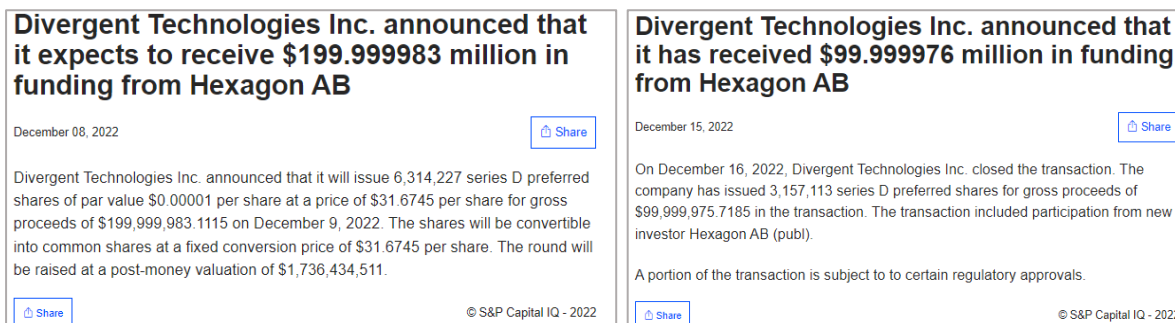 Divergent Technologies Inc. announced that
it expects to receive $199.999983 million in
funding from Hexagon AB
December 08, 2022
Share
Divergent Technologies Inc. announced that it will issue 6,314,227 series D preferred
shares of par value $0.00001 per share at a price of $31.6745 per share for gross
proceeds of $199,999,983.1115 on December 9, 2022. The shares will be convertible
into common shares at a fixed conversion price of $31.6745 per share. The round will
be raised at a post-money valuation of $1,736,434,511.
Share
© S&P Capital IQ - 2022
Divergent Technologies Inc. announced that
it has received $99.999976 million in funding
from Hexagon AB
December 15, 2022
Share
On December 16, 2022, Divergent Technologies Inc. closed the transaction. The
company has issued 3,157,113 series D preferred shares for gross proceeds of
$99,999,975.7185 in the transaction. The transaction included participation from new
investor Hexagon AB (publ).
A portion of the transaction is subject to to certain regulatory approvals.
Share
© S&P Capital IQ - 202